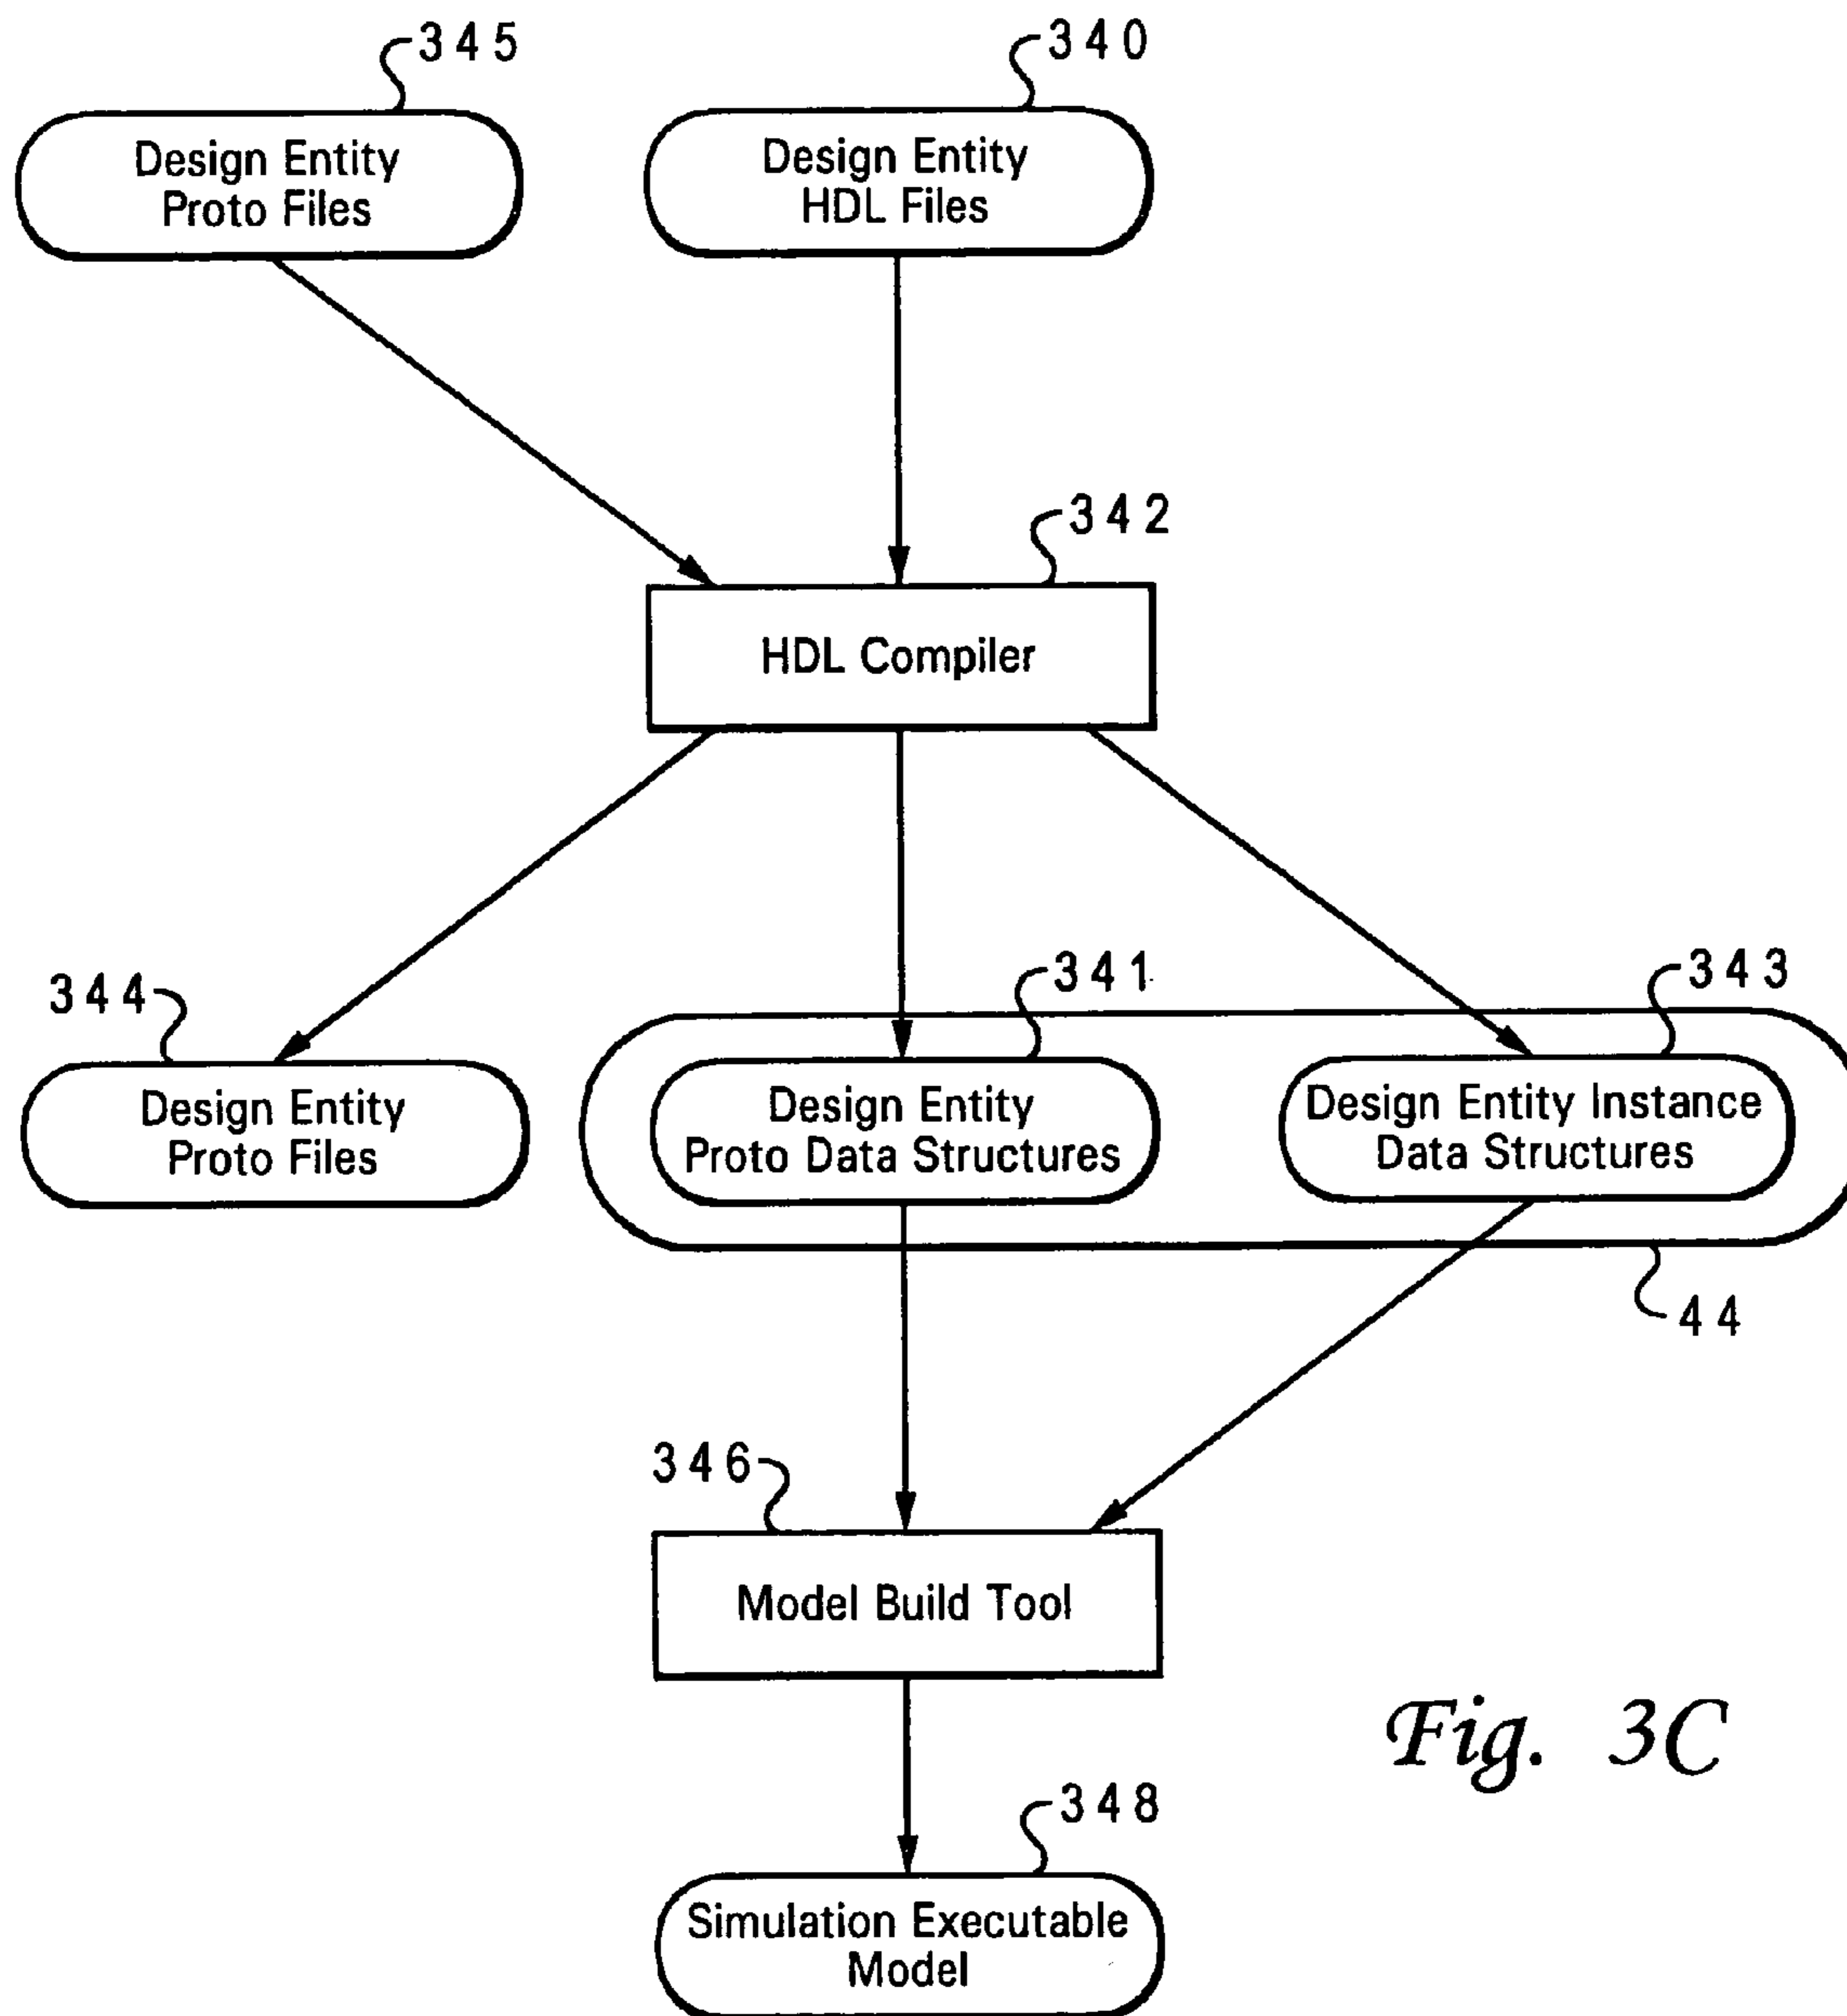 345
340
Design Entity
Proto Files
Design Entity
HDL Files
342
HDL Compiler
344
341
343
Design Entity
Proto Files
Design Entity
Proto Data Structures
Design Entity Instance
Data Structures
44
346
Model Build Tool
Fig. 3C
348
Simulation Executable
Model